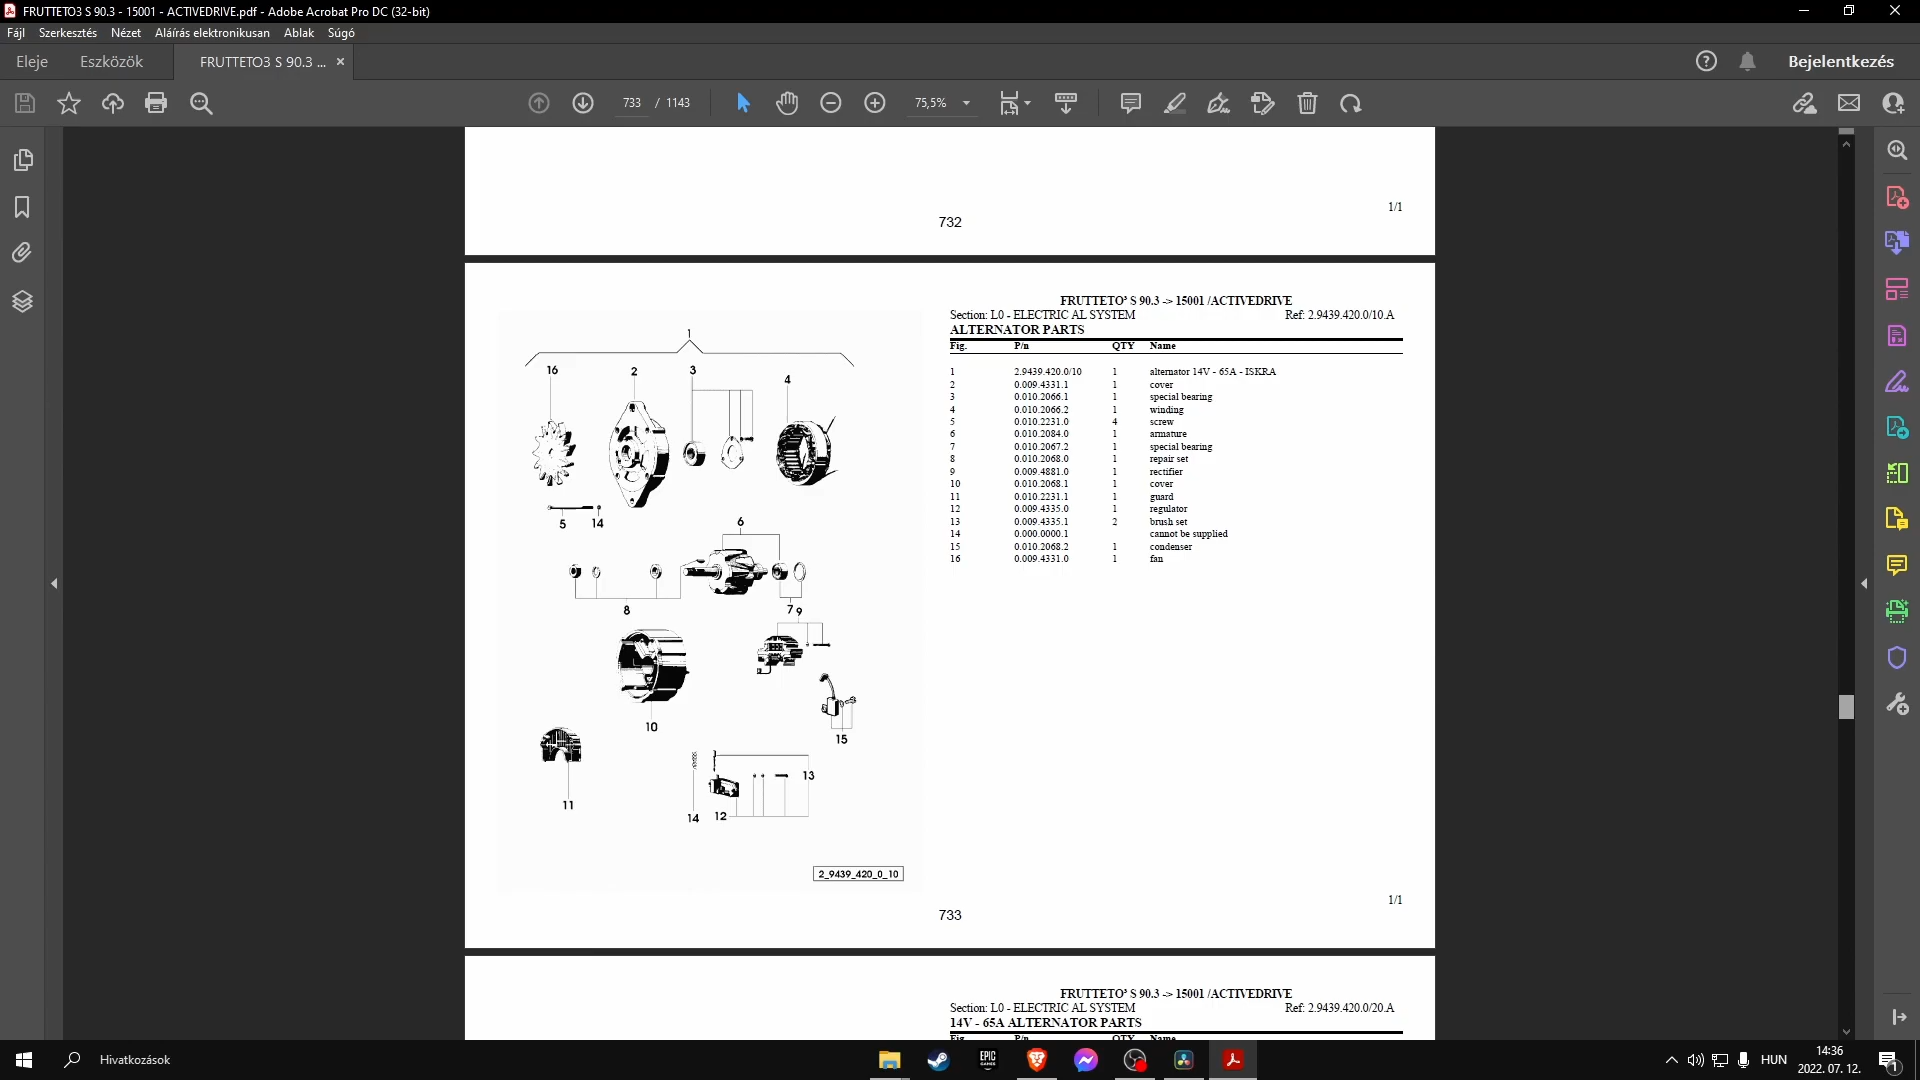 FRUTTETO3 S 90.3 - 15001 - ACTIVEDRIVE.pdf - Adobe Acrobat Pro DC (32-bit)
Fájl Szerkesztés Nézet Aláírás elektronikusan Ablak Súgó
Eleje Eszközök FRUTTETO3 S 90.3 ... × Bejelentkezés
733 / 1143 75,5%
1/1
732
FRUTTETO³ S 90.3 -> 15001 /ACTIVEDRIVE
Section: L0 - ELECTRIC AL SYSTEM Ref: 2.9439.420.0/10.A
ALTERNATOR PARTS
Fig. P/n QTY Name
1 2.9439.420.0/10 1 alternator 14V - 65A - ISKRA
2 0.009.4331.1 1 cover
3 0.010.2066.1 1 special bearing
4 0.010.2066.2 1 winding
5 0.010.2231.0 4 screw
6 0.010.2084.0 1 armature
7 0.010.2067.2 1 special bearing
8 0.010.2068.0 1 repair set
9 0.009.4881.0 1 rectifier
10 0.010.2068.1 1 cover
11 0.010.2231.1 1 guard
12 0.009.4335.0 1 regulator
13 0.009.4335.1 2 brush set
14 0.000.0000.1 cannot be supplied
15 0.010.2068.2 1 condenser
16 0.009.4331.0 1 fan
1
16 2 3 4
5 14 6
8 7 9
10 15
11 14 12 13
2_9439_420_0_10
1/1
733
FRUTTETO³ S 90.3 -> 15001 /ACTIVEDRIVE
Section: L0 - ELECTRIC AL SYSTEM Ref: 2.9439.420.0/20.A
14V - 65A ALTERNATOR PARTS
Fig. P/n QTY Name
Hivatkozások
EPIC GAMES
HUN
14:36
2022. 07. 12.
1